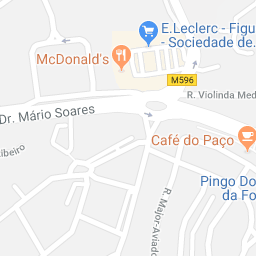 E.Leclerc - Figu
- Sociedade de.
McDonald's
M596
R. Violinda Med
Dr. Mário Soares
Café do Paço
Ribeiro
Pingo Do
da Fo
R. Major-Aviado